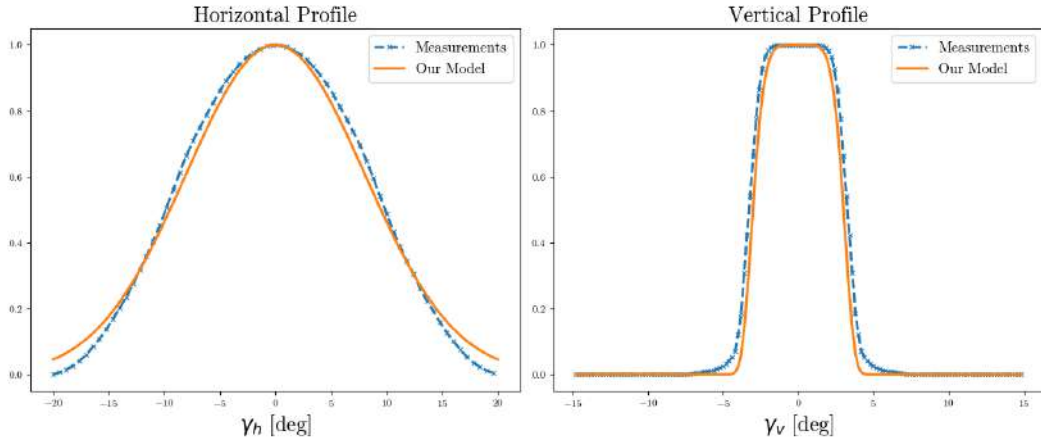 Horizontal Profile
Measurements
Our Model
1.0
0.8
0.6
0.4
0.2
0.0
−20 −15 −10 −5 0 5 10 15 20
γh [deg]
Vertical Profile
Measurements
Our Model
1.0
0.8
0.6
0.4
0.2
0.0
−15 −10 −5 0 5 10 15
γv [deg]